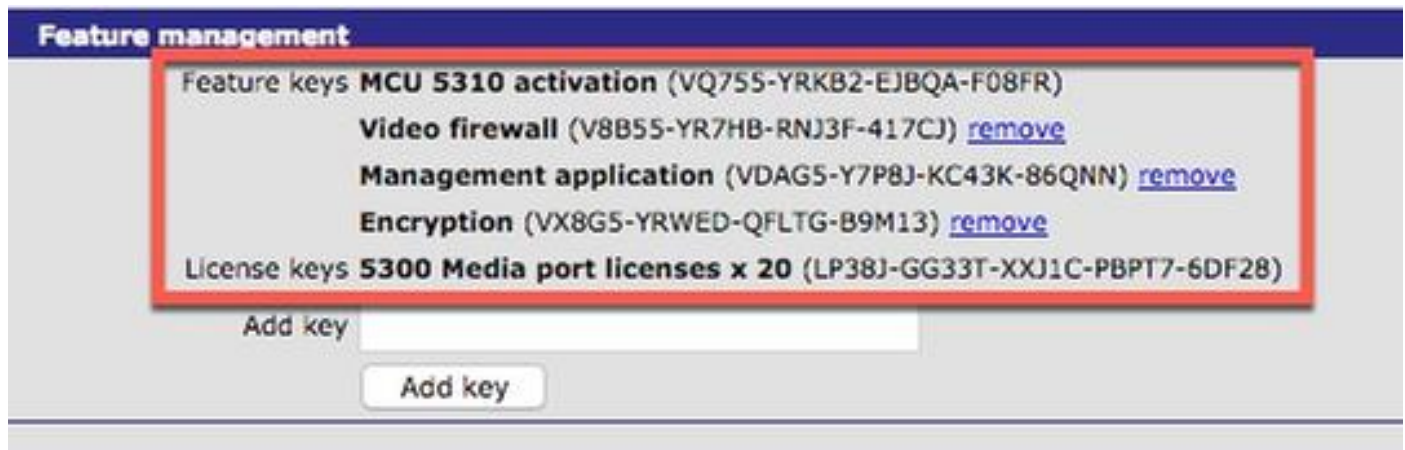 Feature management
Feature keys MCU 5310 activation (VQ755-YRKB2-EJBQA-F08FR)
Video firewall (V8B55-YR7HB-RNJ3F-417CJ) remove
Management application (VDAG5-Y7P8J-KC43K-86QNN) remove
Encryption (VX8G5-YRWED-QFLTG-B9M13) remove
License keys 5300 Media port licenses x 20 (LP38J-GG33T-XXJ1C-PBPT7-6DF28)
Add key
Add key